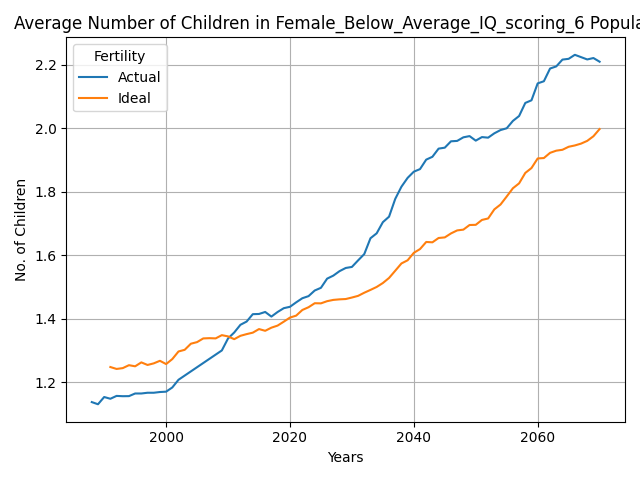 Average Number of Children in Female_Below_Average_IQ_scoring_6 Popula
Fertility
Actual
Ideal
No. of Children
2.2
2.0
1.8
1.6
1.4
1.2
2000 2020 2040 2060
Years